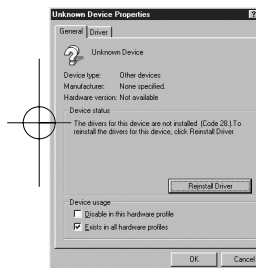 Unknown Device Properties
General Driver
Unknown Device
Device type: Other devices
Manufacturer: None specified.
Hardware version: Not available
Device status
The drivers for this device are not installed. (Code 28.) To
reinstall the drivers for this device, click Reinstall Driver
Reinstall Driver
Device usage
Disable in this hardware profile
Exists in all hardware profiles
OK Cancel